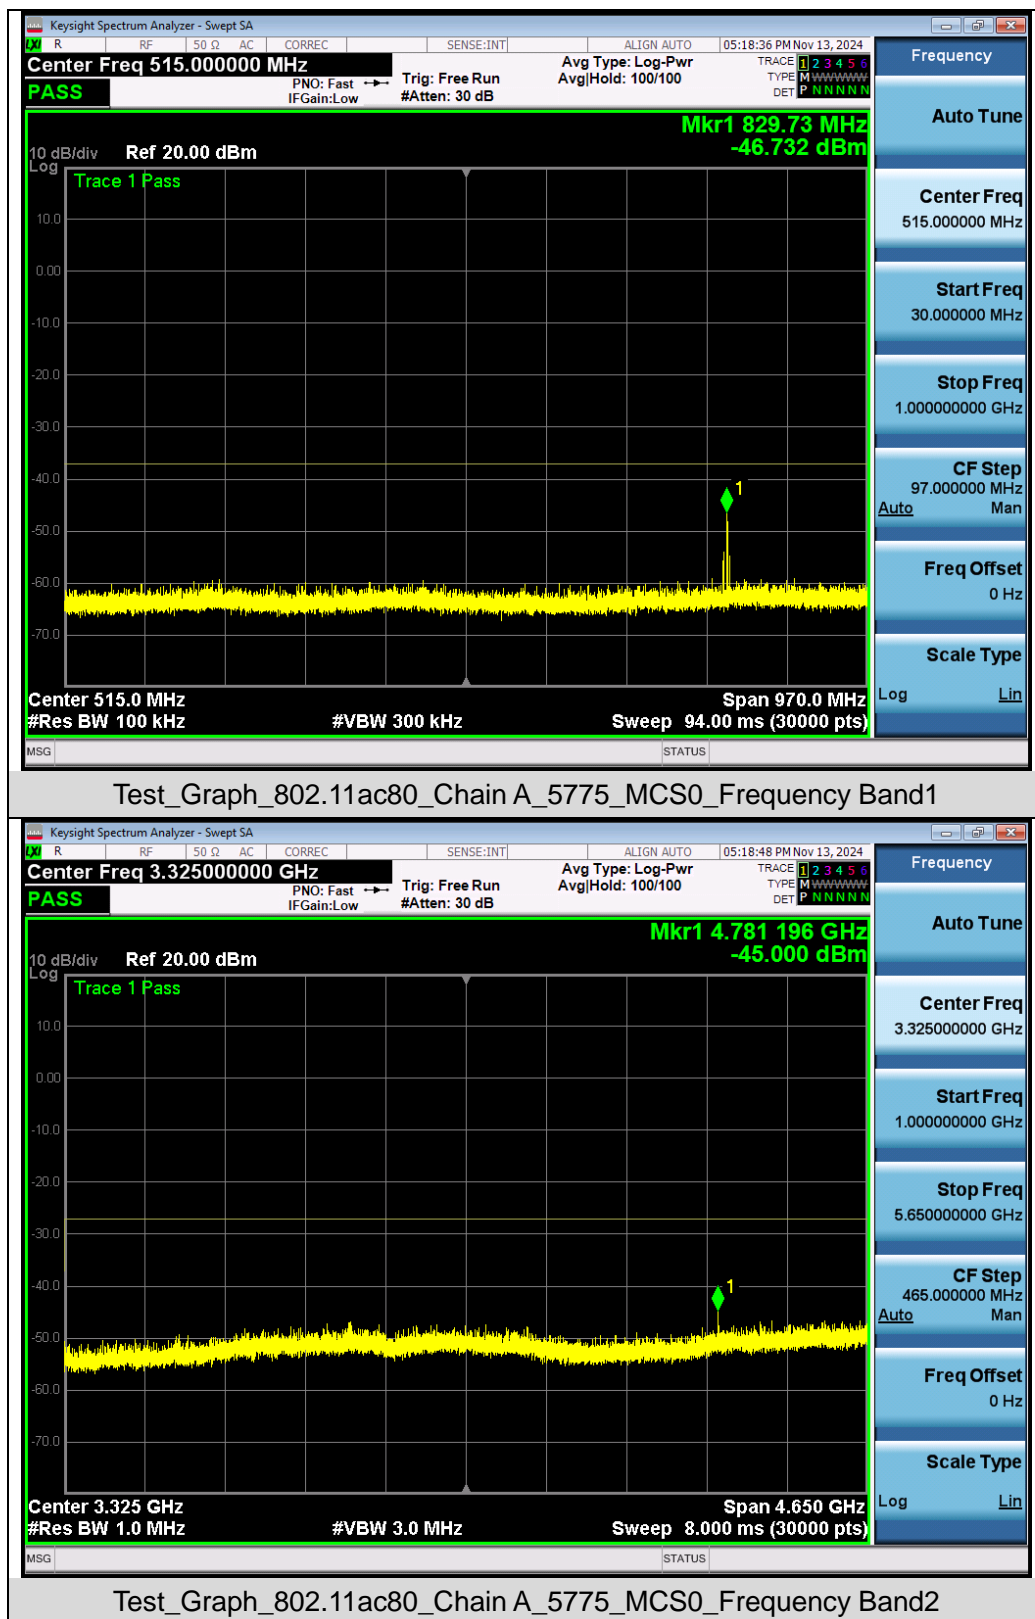 Keysight Spectrum Analyzer - Swept SA
LXI R RF 50 Ω AC CORREC SENSE:INT ALIGN AUTO 05:18:36 PM Nov 13, 2024
Center Freq 515.000000 MHz
PASS
PNO: Fast
IFGain:Low
Trig: Free Run
#Atten: 30 dB
Avg Type: Log-Pwr
Avg|Hold: 100/100
TRACE 1 2 3 4 5 6
TYPE M WWWWW
DET P N N N N N
Frequency
Mkr1 829.73 MHz
-46.732 dBm
10 dB/div
Log
Ref 20.00 dBm
Trace 1 Pass
10.0
0.00
-10.0
-20.0
-30.0
-40.0
-50.0
-60.0
-70.0
1
Center 515.0 MHz
Span 970.0 MHz
#Res BW 100 kHz
#VBW 300 kHz
Sweep 94.00 ms (30000 pts)
MSG
STATUS
Auto Tune
Center Freq
515.000000 MHz
Start Freq
30.000000 MHz
Stop Freq
1.000000000 GHz
CF Step
97.000000 MHz
Auto Man
Freq Offset
0 Hz
Scale Type
Log Lin
Test_Graph_802.11ac80_Chain A_5775_MCS0_Frequency Band1
Keysight Spectrum Analyzer - Swept SA
LXI R RF 50 Ω AC CORREC SENSE:INT ALIGN AUTO 05:18:48 PM Nov 13, 2024
Center Freq 3.325000000 GHz
PASS
PNO: Fast
IFGain:Low
Trig: Free Run
#Atten: 30 dB
Avg Type: Log-Pwr
Avg|Hold: 100/100
TRACE 1 2 3 4 5 6
TYPE M WWWWW
DET P N N N N N
Frequency
Mkr1 4.781 196 GHz
-45.000 dBm
10 dB/div
Log
Ref 20.00 dBm
Trace 1 Pass
10.0
0.00
-10.0
-20.0
-30.0
-40.0
-50.0
-60.0
-70.0
1
Center 3.325 GHz
Span 4.650 GHz
#Res BW 1.0 MHz
#VBW 3.0 MHz
Sweep 8.000 ms (30000 pts)
MSG
STATUS
Auto Tune
Center Freq
3.325000000 GHz
Start Freq
1.000000000 GHz
Stop Freq
5.650000000 GHz
CF Step
465.000000 MHz
Auto Man
Freq Offset
0 Hz
Scale Type
Log Lin
Test_Graph_802.11ac80_Chain A_5775_MCS0_Frequency Band2